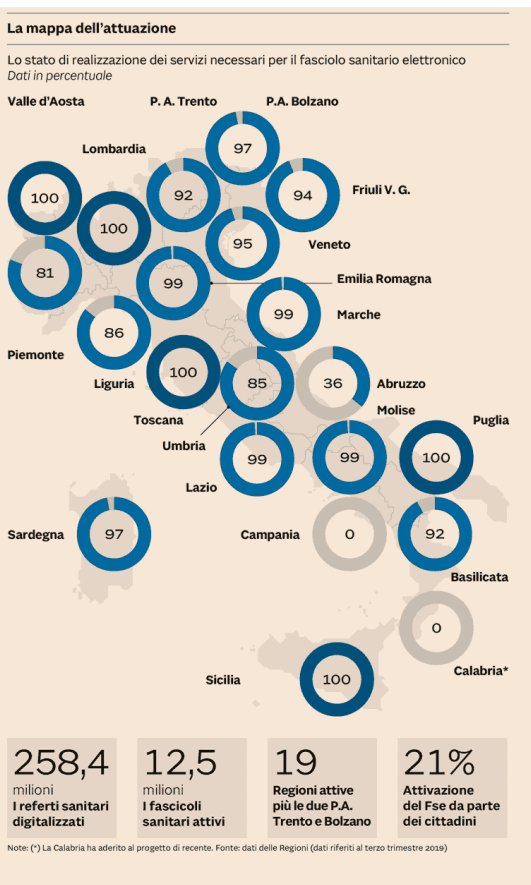 La mappa dell'attuazione
Lo stato di realizzazione dei servizi necessari per il fasciolo sanitario elettronico
Dati in percentuale
Valle d'Aosta
P. A. Trento
P.A. Bolzano
Lombardia
97
92
94
Friuli V. G.
100
100
95
Veneto
81
99
Emilia Romagna
99
Marche
86
Piemonte
Liguria
100
85
36
Abruzzo
Molise
Toscana
Puglia
Umbria
99
99
100
Lazio
Sardegna
97
Campania
0
92
Basilicata
0
Calabria*
Sicilia
100
258,4
milioni
I referti sanitari
digitalizzati
12,5
milioni
I fascicoli
sanitari attivi
19
Regioni attive
più le due P.A.
Trento e Bolzano
21%
Attivazione
del Fse da parte
dei cittadini
Note: (*) La Calabria ha aderito al progetto di recente. Fonte: dati delle Regioni (dati riferiti al terzo trimestre 2019)